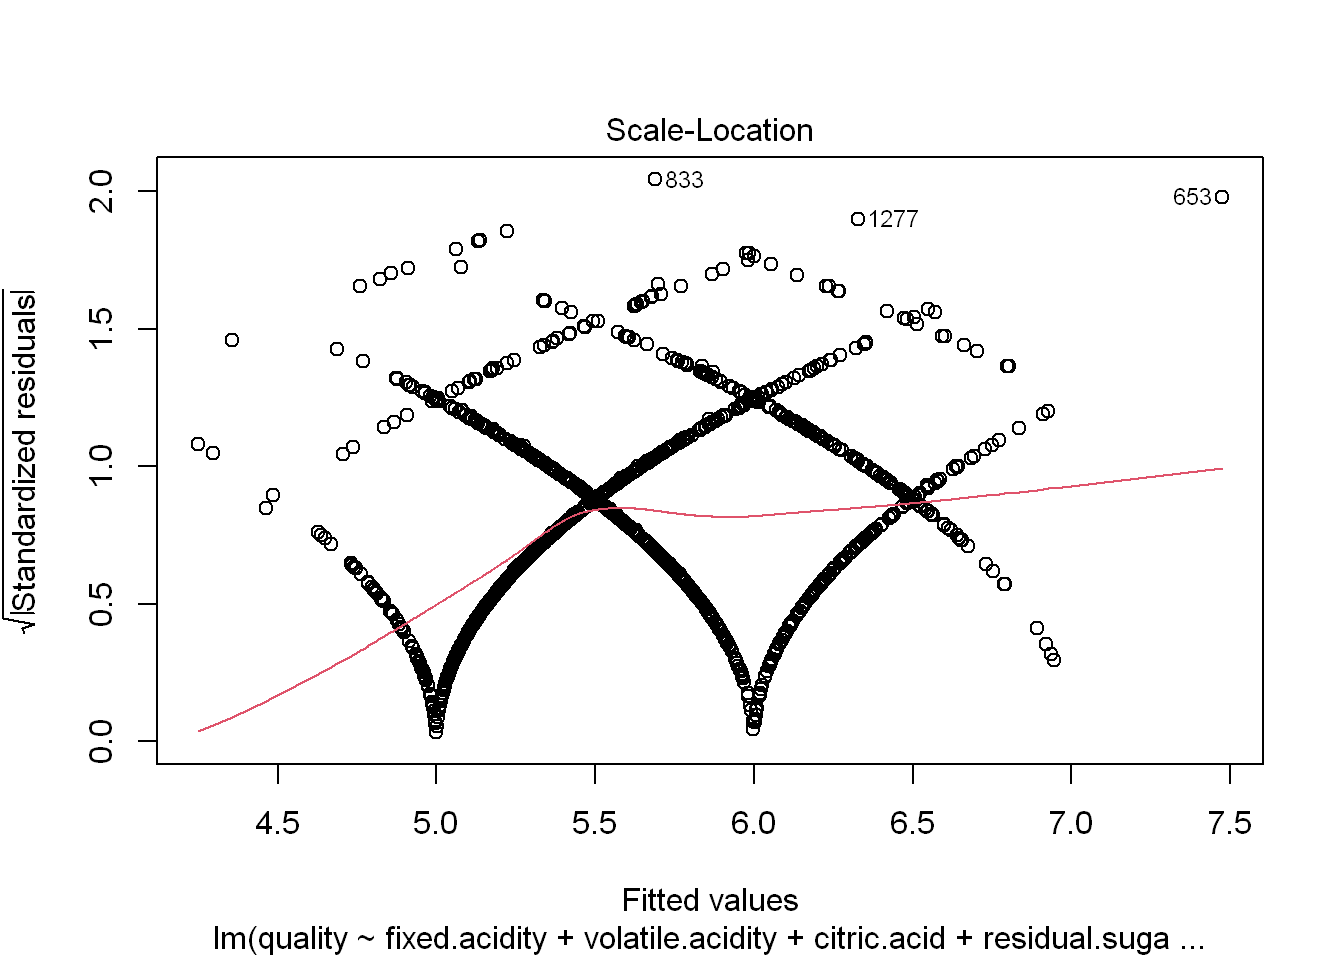 Scale-Location
833
653
1277
2.0
1.5
1.0
0.5
0.0
√|Standardized residuals|
4.5 5.0 5.5 6.0 6.5 7.0 7.5
Fitted values
lm(quality ~ fixed.acidity + volatile.acidity + citric.acid + residual.suga ...